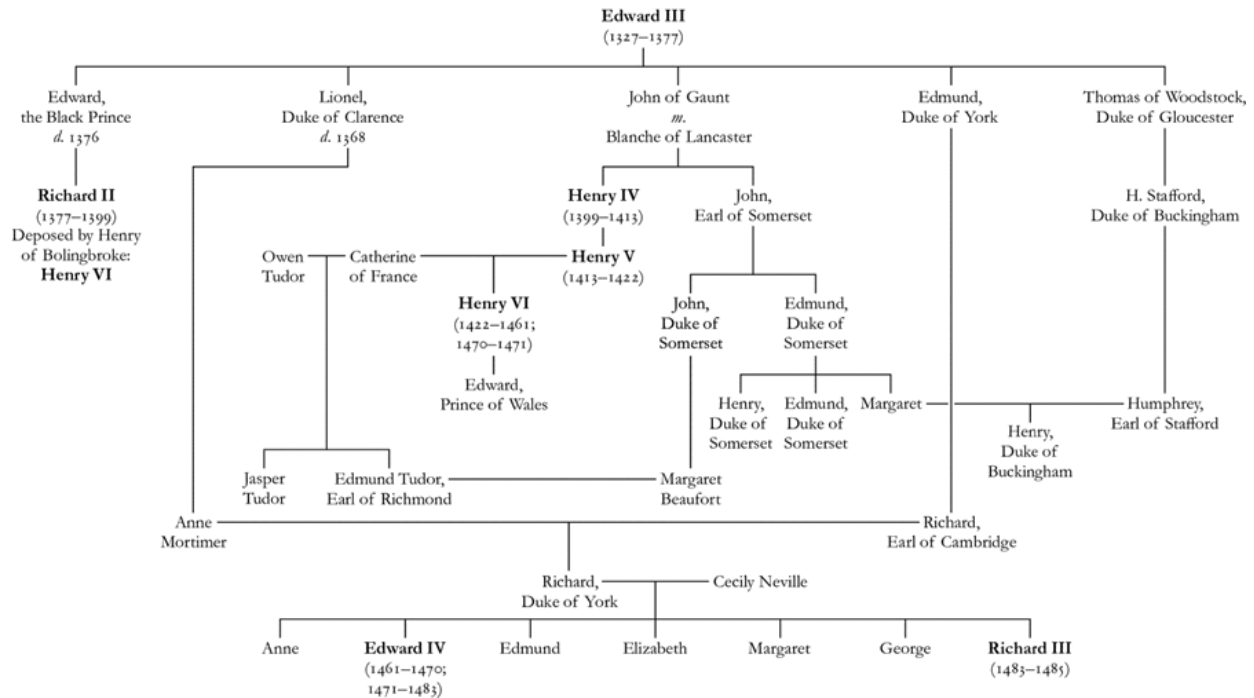 Edward III
(1327–1377)
Edward,
the Black Prince
d. 1376
Lionel,
Duke of Clarence
d. 1368
John of Gaunt
m.
Blanche of Lancaster
Edmund,
Duke of York
Thomas of Woodstock,
Duke of Gloucester
Richard II
(1377–1399)
Deposed by Henry
of Bolingbroke:
Henry VI
Henry IV
(1399–1413)
John,
Earl of Somerset
H. Stafford,
Duke of Buckingham
Owen
Tudor
Catherine
of France
Henry V
(1413–1422)
Henry VI
(1422–1461;
1470–1471)
John,
Duke of
Somerset
Edmund,
Duke of
Somerset
Edward,
Prince of Wales
Henry,
Duke of
Somerset
Edmund,
Duke of
Somerset
Margaret
Humphrey,
Earl of Stafford
Henry,
Duke of
Buckingham
Jasper
Tudor
Edmund Tudor,
Earl of Richmond
Margaret
Beaufort
Anne
Mortimer
Richard,
Earl of Cambridge
Richard,
Duke of York
Cecily Neville
Anne
Edward IV
(1461–1470;
1471–1483)
Edmund
Elizabeth
Margaret
George
Richard III
(1483–1485)